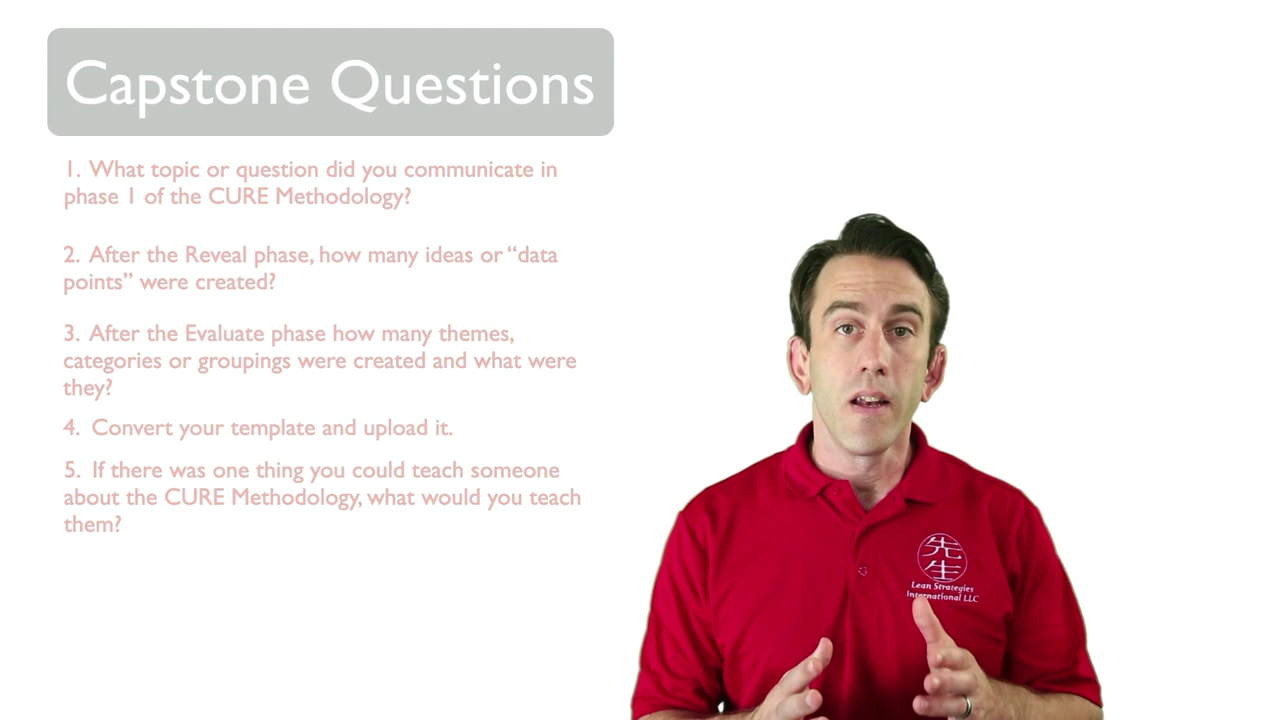 Capstone Questions
1. What topic or question did you communicate in
phase 1 of the CURE Methodology?
2. After the Reveal phase, how many ideas or “data
points” were created?
3. After the Evaluate phase how many themes,
categories or groupings were created and what were
they?
4. Convert your template and upload it.
5. If there was one thing you could teach someone
about the CURE Methodology, what would you teach
them?
先
生
Lean Strategies
International LLC